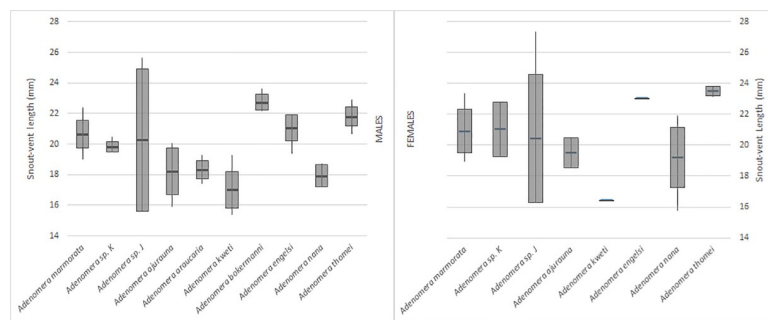 28
26
24
22
20
18
16
14
Snout-vent length (mm)
Adenomera marmorata
Adenomera sp. K
Adenomera sp. J
Adenomera ajurauna
Adenomera araucaria
Adenomera kweti
Adenomera bokermanni
Adenomera engelsi
Adenomera nana
Adenomera thomei
MALES
FEMALES
Adenomera marmorata
Adenomera sp. K
Adenomera sp. J
Adenomera ajurauna
Adenomera kweti
Adenomera engelsi
Adenomera nana
Adenomera thomei
28
26
24
22
20
18
16
14
Snout-vent length (mm)